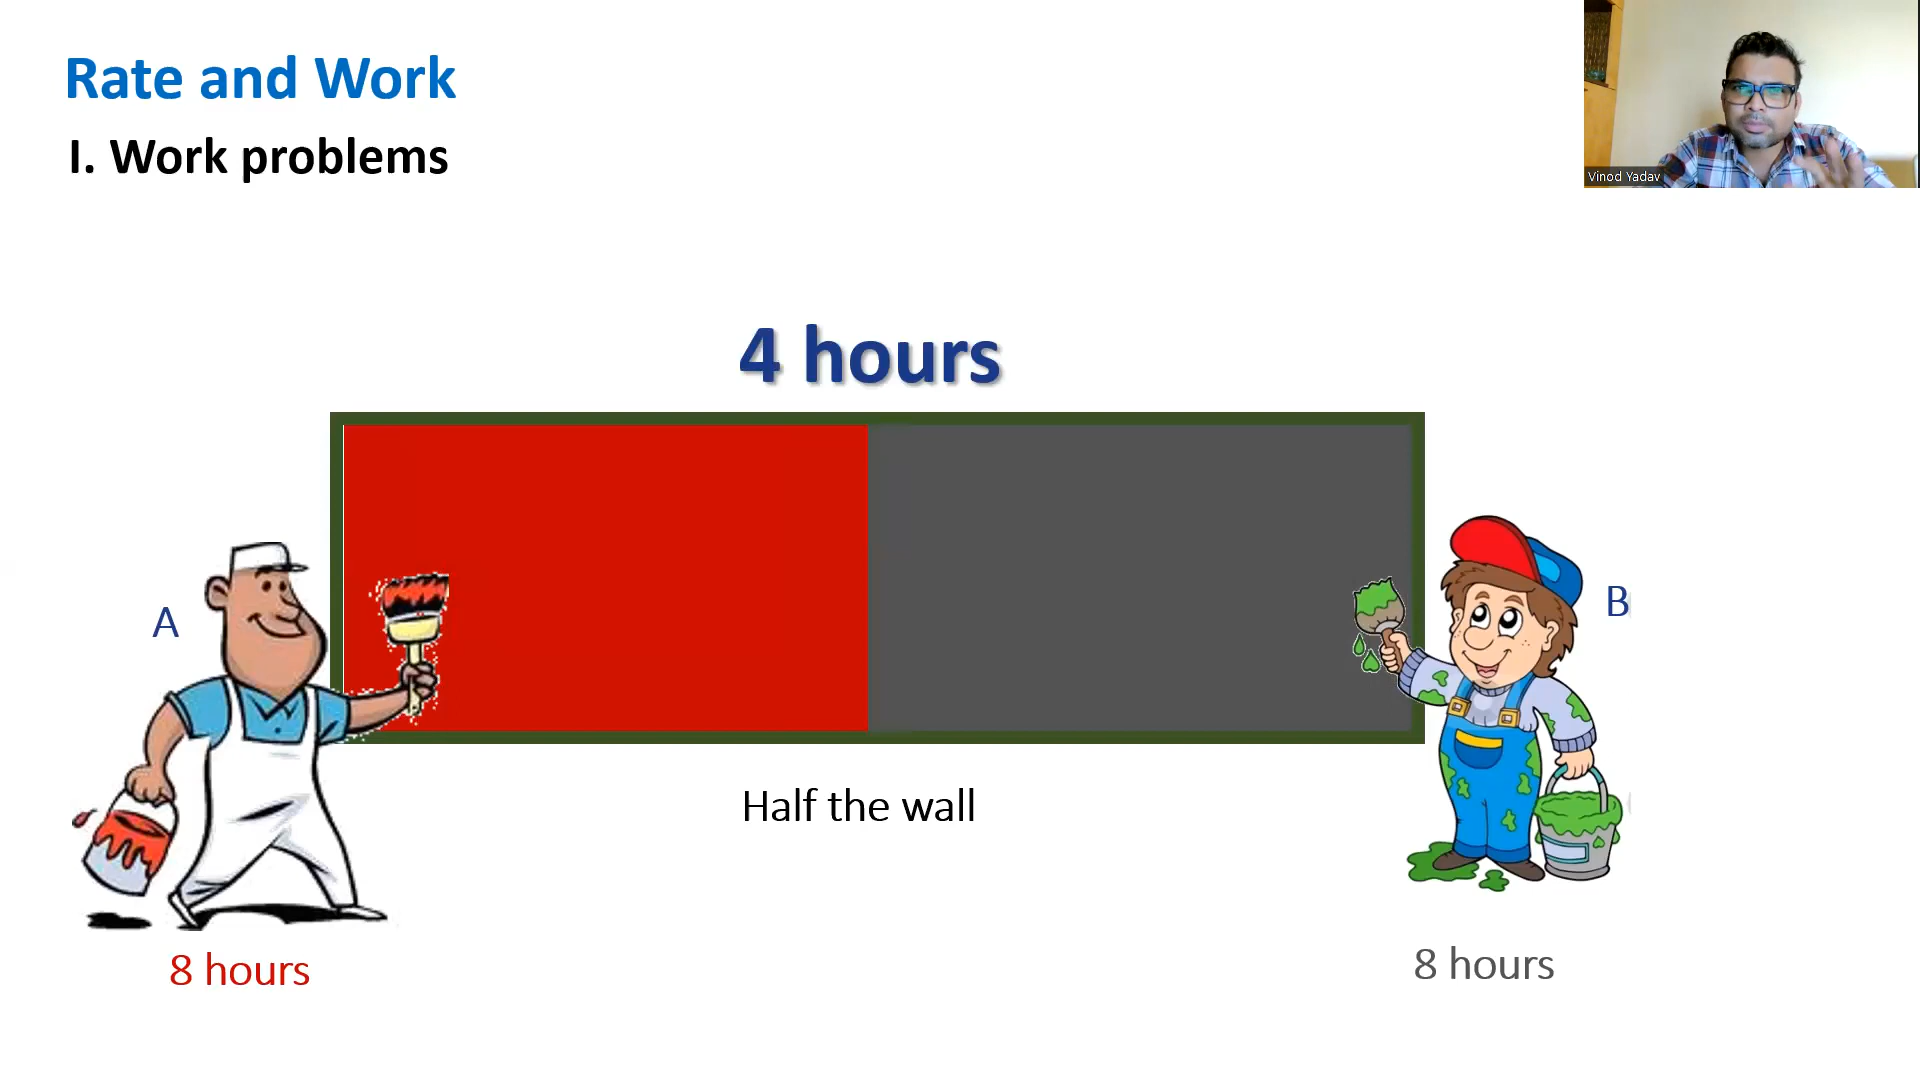 Rate and Work
I. Work problems
Vinod Yadav
4 hours
A
B
Half the wall
8 hours
8 hours